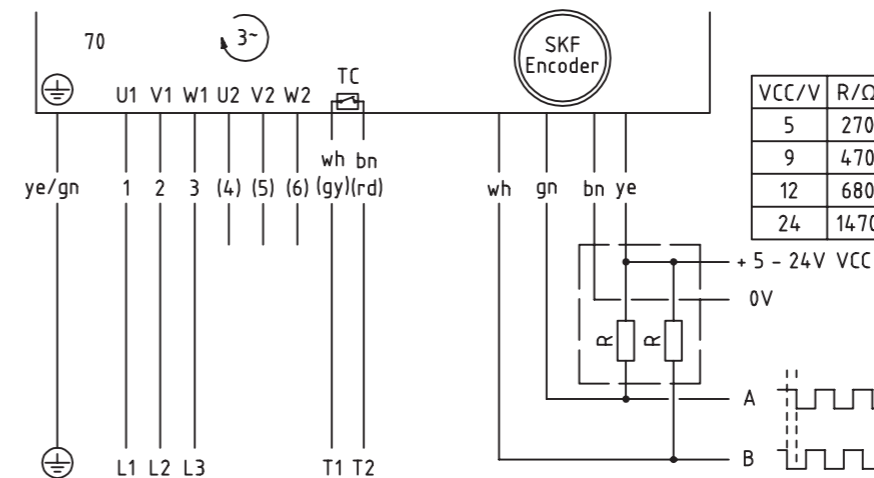 70
3~
SKF
Encoder
TC
U1 V1 W1 U2 V2 W2
VCC/V R/Ω
5 270
9 470
12 680
24 1470
wh bn
ye/gn 1 2 3 (4) (5) (6) (gy)(rd)
wh gn bn ye
+ 5 - 24V VCC
0V
R R
A
B
L1 L2 L3 T1 T2